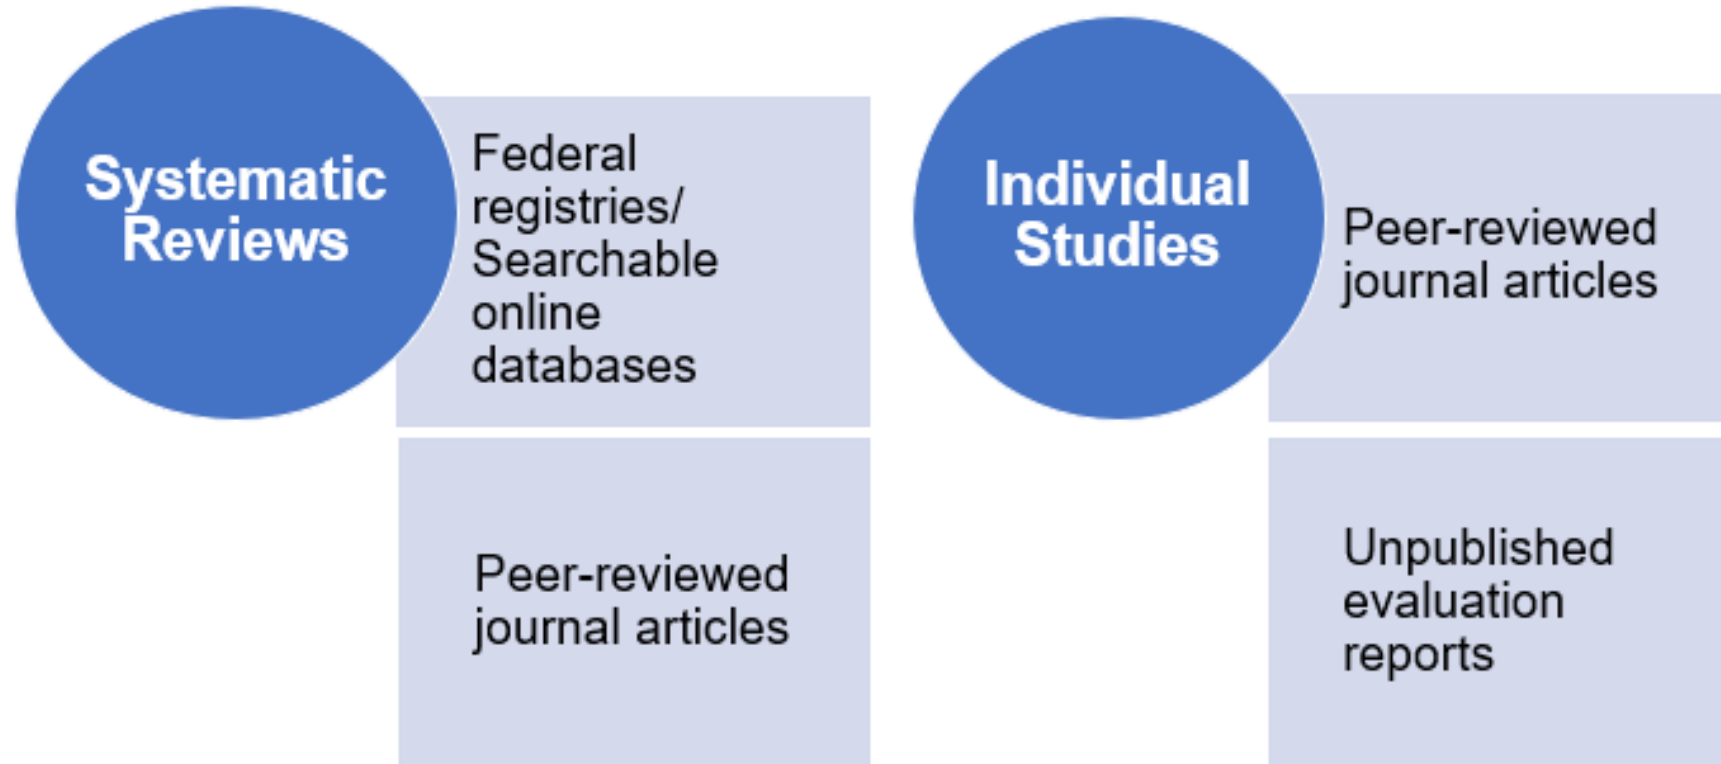 Systematic
Reviews
Federal
registries/
Searchable
online
databases
Peer-reviewed
journal articles
Individual
Studies
Peer-reviewed
journal articles
Unpublished
evaluation
reports